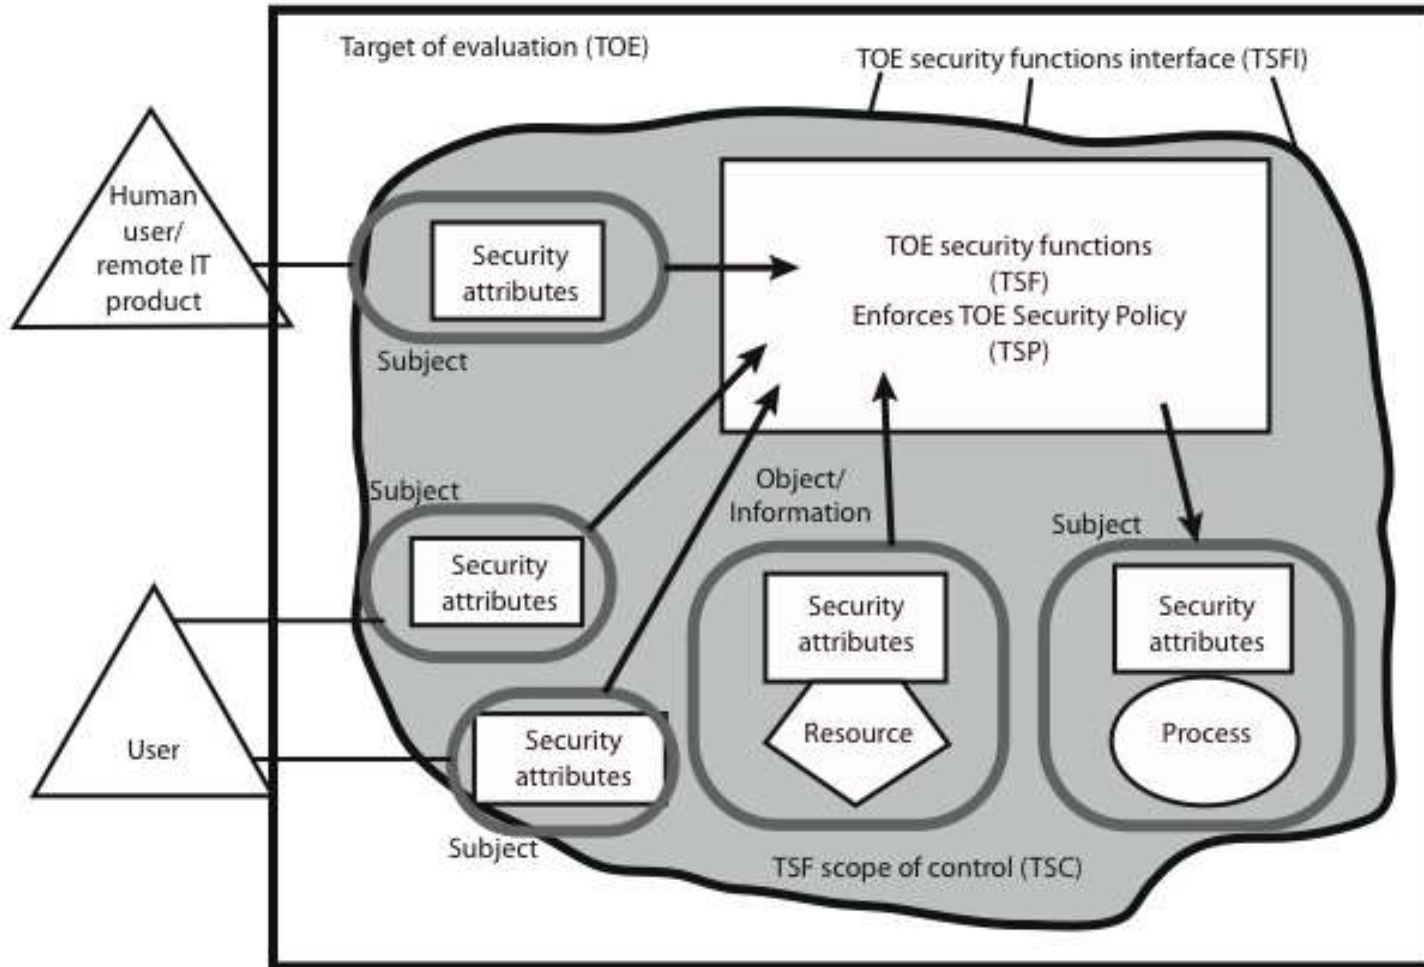 Target of evaluation (TOE)
TOE security functions interface (TSFI)
Human
user/
remote IT
product
Security
attributes
Subject
TOE security functions
(TSF)
Enforces TOE Security Policy
(TSP)
Subject
Security
attributes
Object/
Information
Subject
Security
attributes
Resource
Security
attributes
Process
User
Security
attributes
Subject
TSF scope of control (TSC)